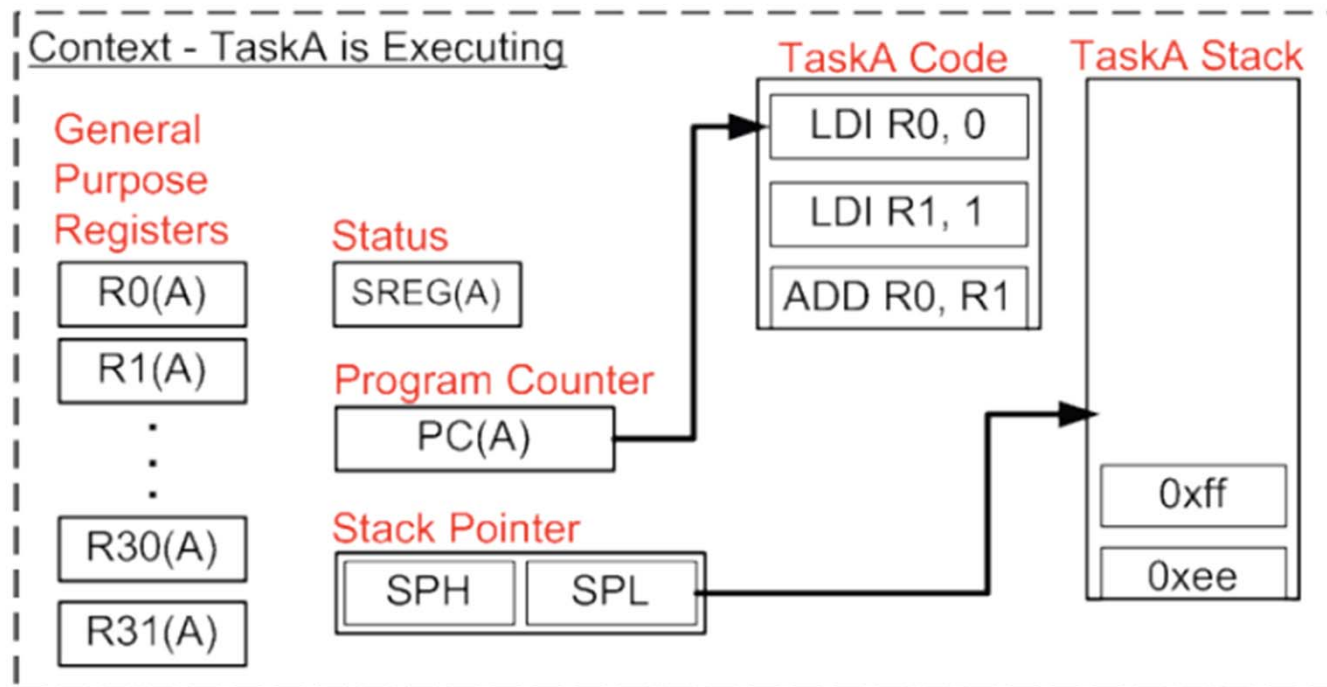 Context - TaskA is Executing
General
Purpose
Registers
R0(A)
R1(A)
R30(A)
R31(A)
Status
SREG(A)
Program Counter
PC(A)
Stack Pointer
SPH
SPL
TaskA Code
LDI R0, 0
LDI R1, 1
ADD R0, R1
TaskA Stack
0xff
0xee